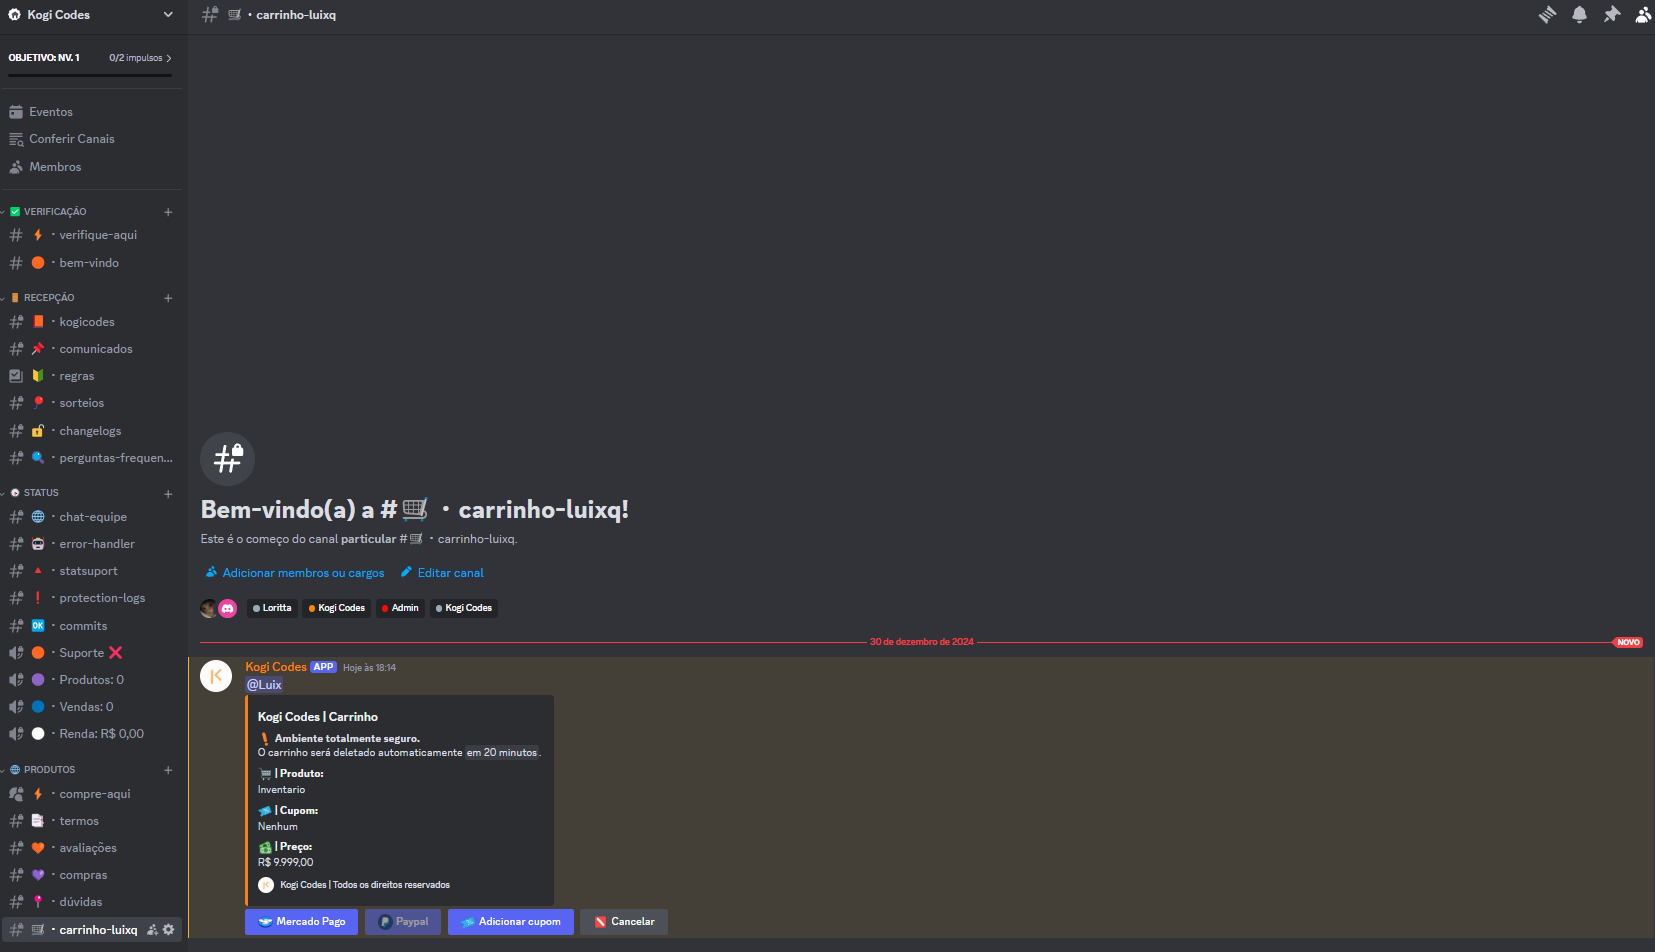 Kogi Codes
OBJETIVO: NV. 1
0/2 impulsos
Eventos
Conferir Canais
Membros
VERIFICAÇÃO
verifique-aqui
bem-vindo
RECEPÇÃO
kogicodes
comunicados
regras
sorteios
changelogs
perguntas-frequen...
STATUS
chat-equipe
error-handler
statsuport
protection-logs
commits
Suporte ❌
Produtos: 0
Vendas: 0
Renda: R$ 0,00
PRODUTOS
compre-aqui
termos
avaliações
compras
dúvidas
carrinho-luixq
🛒・carrinho-luixq
Bem-vindo(a) a #🛒・carrinho-luixq!
Este é o começo do canal particular #🛒・carrinho-luixq.
Adicionar membros ou cargos
Editar canal
Loritta
Kogi Codes
Admin
Kogi Codes
30 de dezembro de 2024
NOVO
Kogi Codes APP Hoje às 18:14
@Luix
Kogi Codes | Carrinho
❗ Ambiente totalmente seguro.
O carrinho será deletado automaticamente em 20 minutos.
🛒 | Produto:
Inventario
| Cupom:
Nenhum
| Preço:
R$ 9.999,00
Kogi Codes | Todos os direitos reservados
Mercado Pago
Paypal
Adicionar cupom
Cancelar